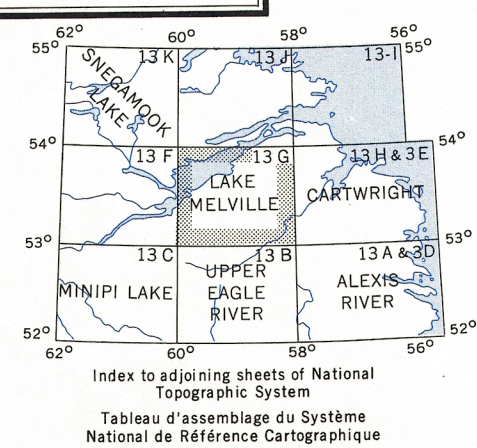 62° 60° 58° 56°
55° 13 K 13 J 13-I 55°
SNEGAMOOK
LAKE
54° 13 F 13 G 13 H & 3E 54°
LAKE
MELVILLE
CARTWRIGHT
53° 13 C 13 B 13 A & 3D 53°
MINIPI LAKE
UPPER
EAGLE
RIVER
ALEXIS
RIVER
52° 52°
62° 60° 58° 56°
Index to adjoining sheets of National
Topographic System
Tableau d'assemblage du Système
National de Référence Cartographique